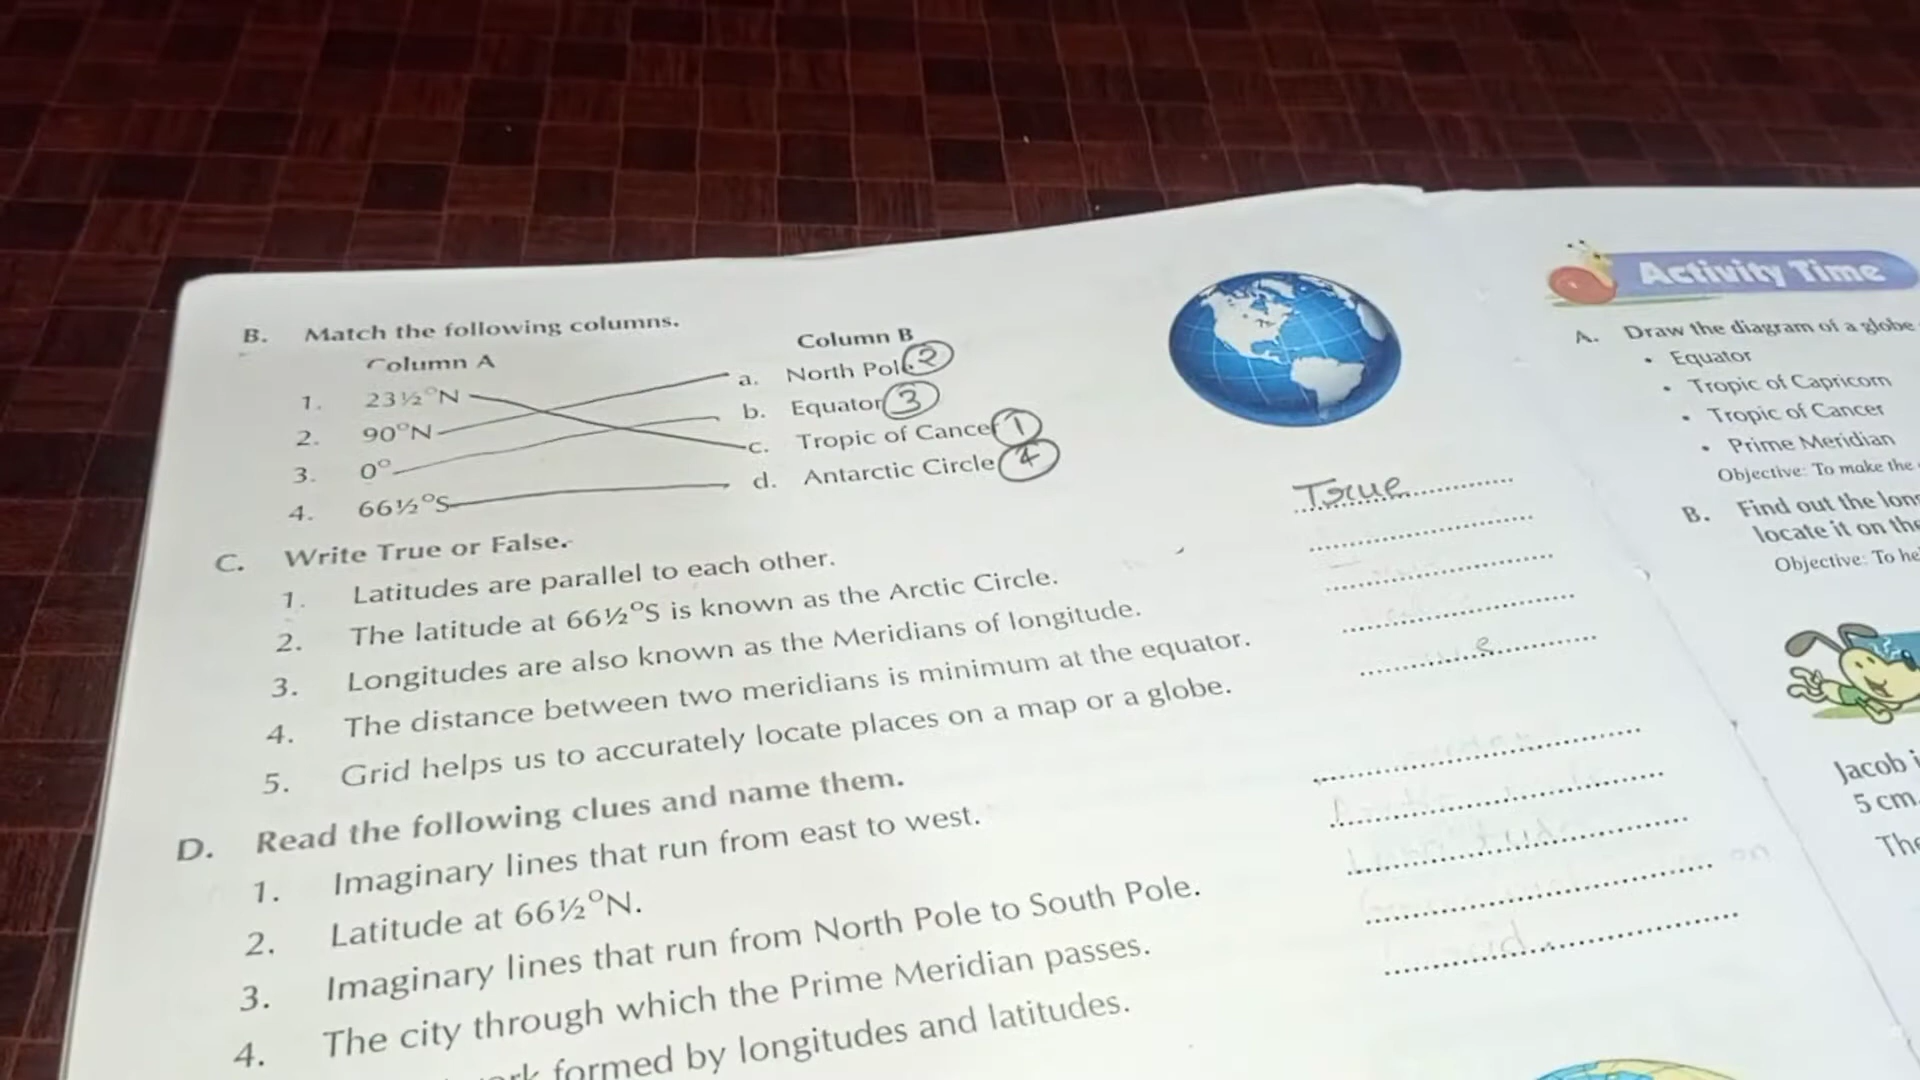 B. Match the following columns.
Column A
Column B
1. 23½°N
a. North Pole 2
2. 90°N
b. Equator 3
3. 0°
c. Tropic of Cancer 1
4. 66½°S
d. Antarctic Circle 4
C. Write True or False.
1. Latitudes are parallel to each other. True
2. The latitude at 66½°S is known as the Arctic Circle.
3. Longitudes are also known as the Meridians of longitude.
4. The distance between two meridians is minimum at the equator.
5. Grid helps us to accurately locate places on a map or a globe.
D. Read the following clues and name them.
1. Imaginary lines that run from east to west.
2. Latitude at 66½°N.
3. Imaginary lines that run from North Pole to South Pole.
4. The city through which the Prime Meridian passes.
formed by longitudes and latitudes.
Activity Time
A. Draw the diagram of a globe
• Equator
• Tropic of Capricorn
• Tropic of Cancer
• Prime Meridian
Objective: To make the
B. Find out the
locate it on the
Objective: To
Jacob
5 cm.